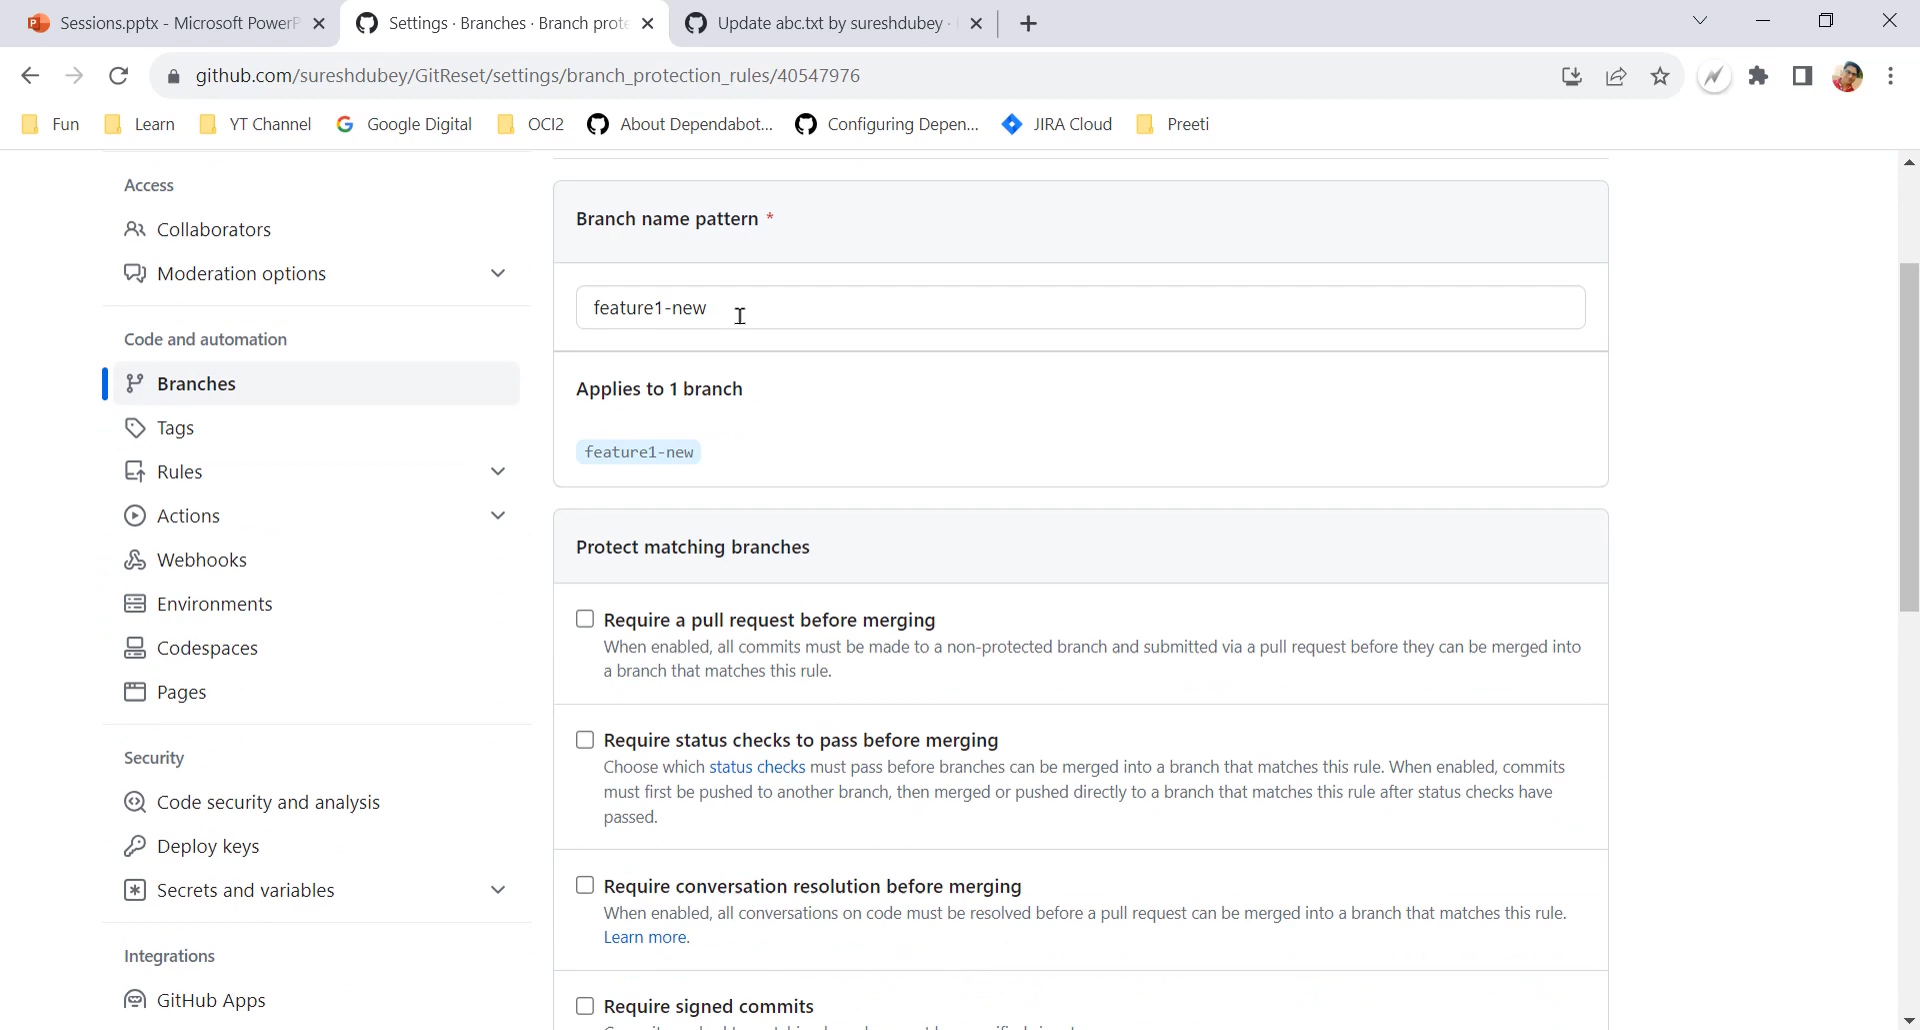 Sessions.pptx - Microsoft PowerP
Settings · Branches · Branch prote
Update abc.txt by sureshdubey ·
github.com/sureshdubey/GitReset/settings/branch_protection_rules/40547976
Fun
Learn
YT Channel
Google Digital
OCI2
About Dependabot...
Configuring Depen...
JIRA Cloud
Preeti
Access
Collaborators
Moderation options
Code and automation
Branches
Tags
Rules
Actions
Webhooks
Environments
Codespaces
Pages
Security
Code security and analysis
Deploy keys
Secrets and variables
Integrations
GitHub Apps
Branch name pattern *
feature1-new
Applies to 1 branch
feature1-new
Protect matching branches
Require a pull request before merging
When enabled, all commits must be made to a non-protected branch and submitted via a pull request before they can be merged into
a branch that matches this rule.
Require status checks to pass before merging
Choose which status checks must pass before branches can be merged into a branch that matches this rule. When enabled, commits
must first be pushed to another branch, then merged or pushed directly to a branch that matches this rule after status checks have
passed.
Require conversation resolution before merging
When enabled, all conversations on code must be resolved before a pull request can be merged into a branch that matches this rule.
Learn more.
Require signed commits